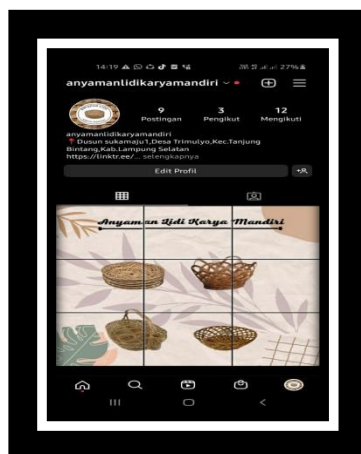 14:19
27%
anyamanlidikaryamandiri
9 3 12
Postingan Pengikut Mengikuti
anyamanlidikaryamandiri
Dusun sukamaju1,Desa Trimulyo,Kec.Tanjung
Bintang,Kab.Lampung Selatan
https://linktr.ee/... selengkapnya
Edit Profil
Anyaman Lidi Karya Mandiri